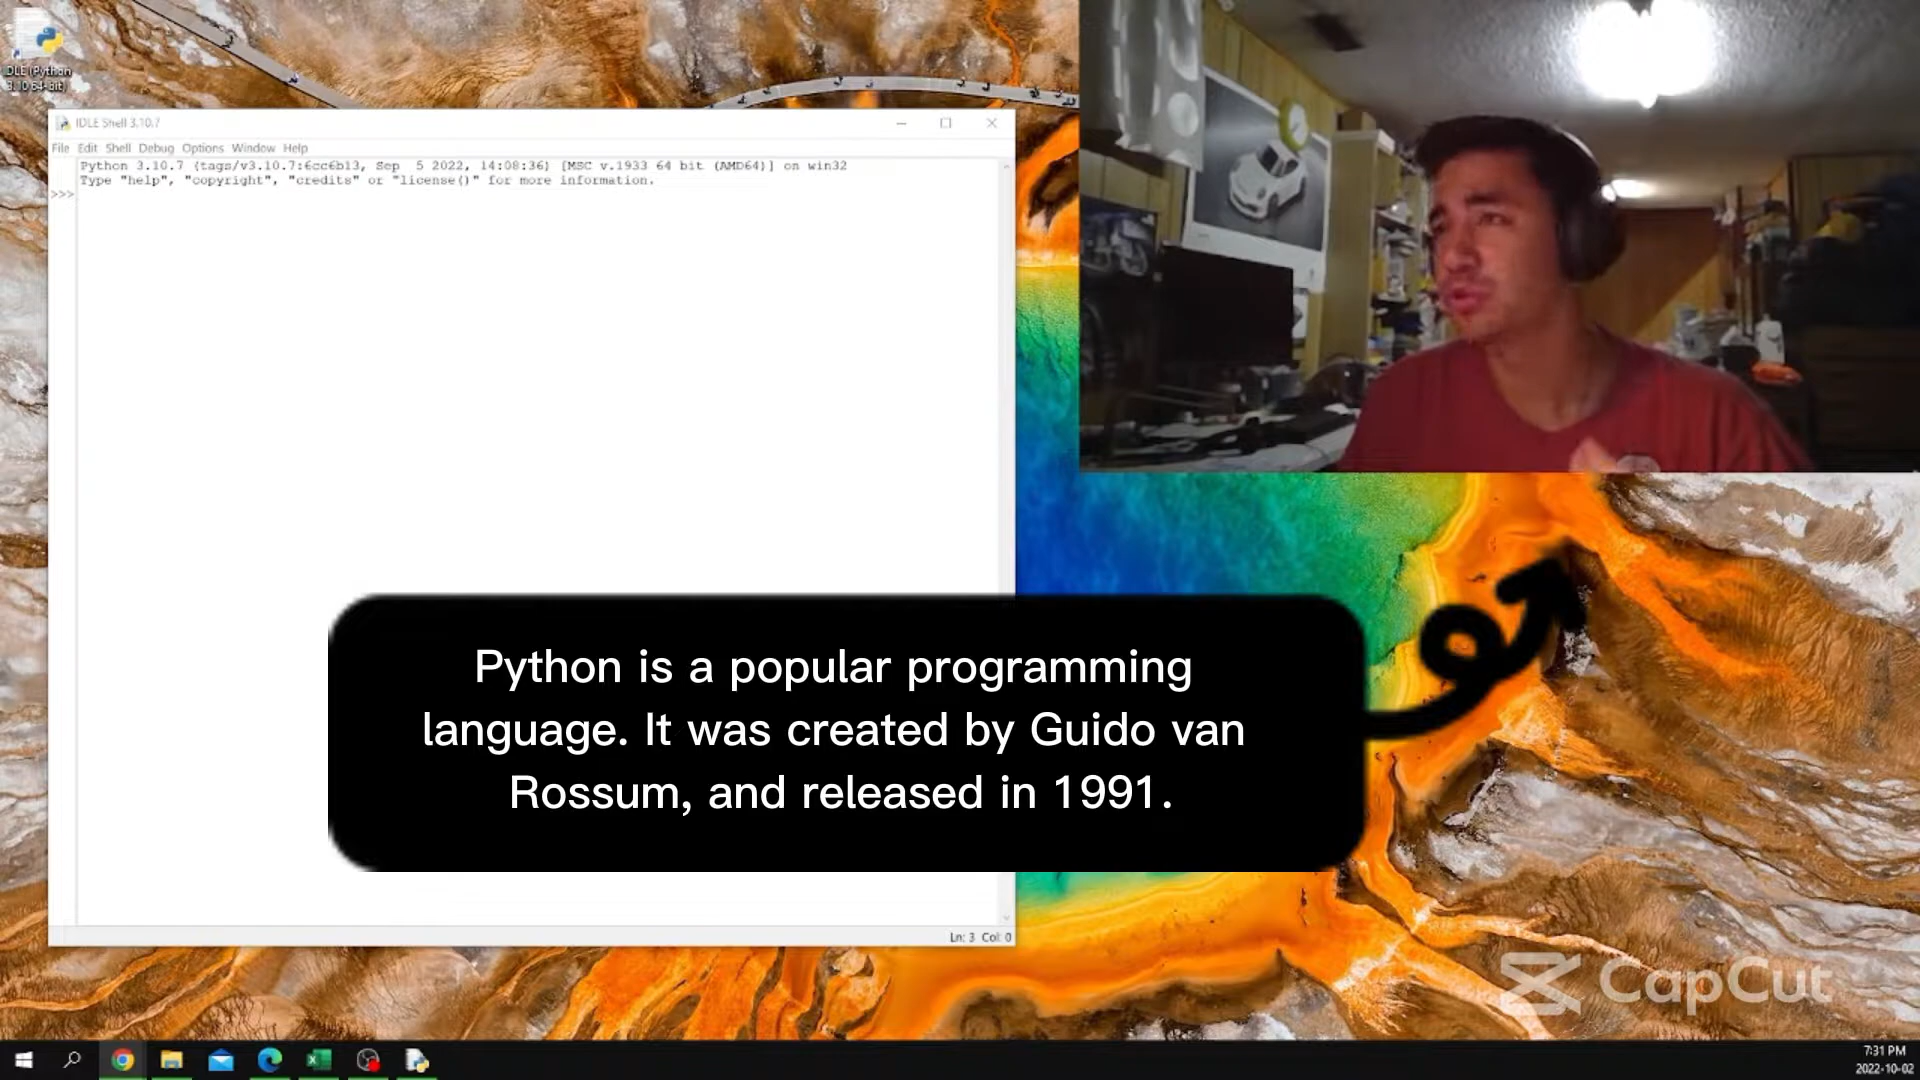 DLE (Python
3.10 64-bit)
IDLE Shell 3.10.7
File Edit Shell Debug Options Window Help
Python 3.10.7 (tags/v3.10.7:6cc6b13, Sep  5 2022, 14:08:36) [MSC v.1933 64 bit (AMD64)] on win32
Type "help", "copyright", "credits" or "license()" for more information.
>>>
Python is a popular programming
language. It was created by Guido van
Rossum, and released in 1991.
Ln: 3 Col: 0
CapCut
7:31 PM
2022-10-02